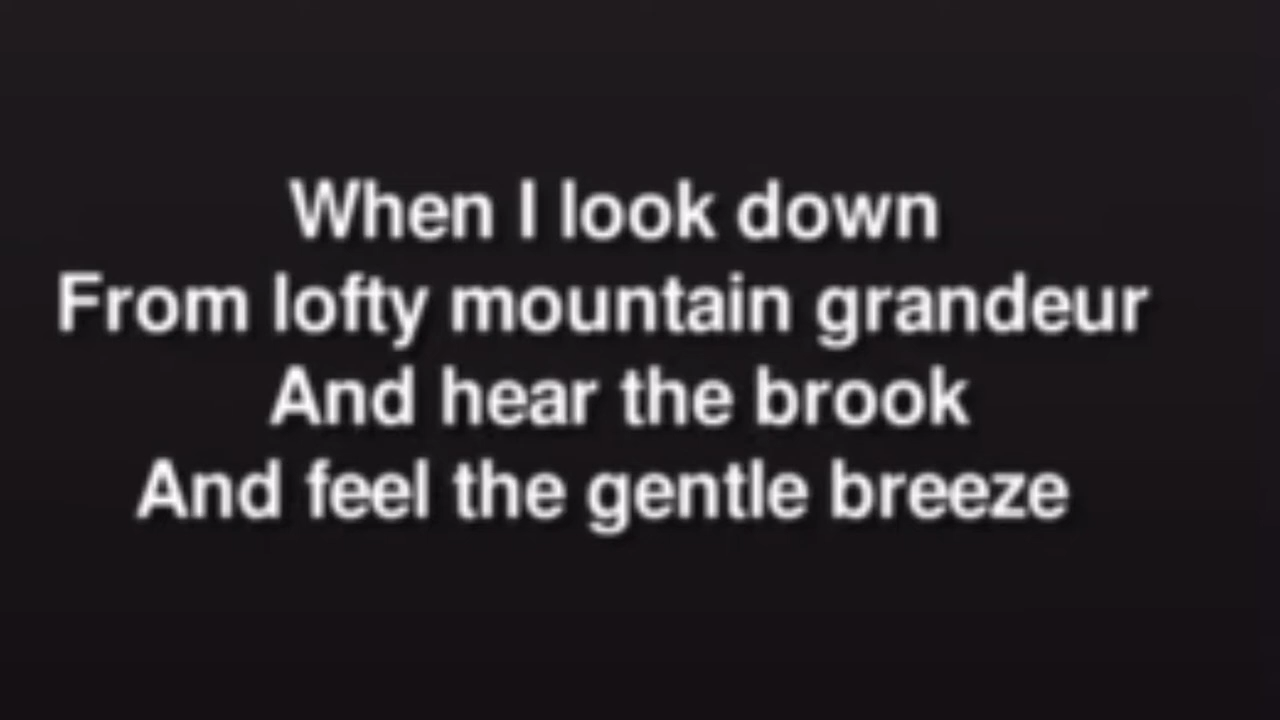 When I look down
From lofty mountain grandeur
And hear the brook
And feel the gentle breeze